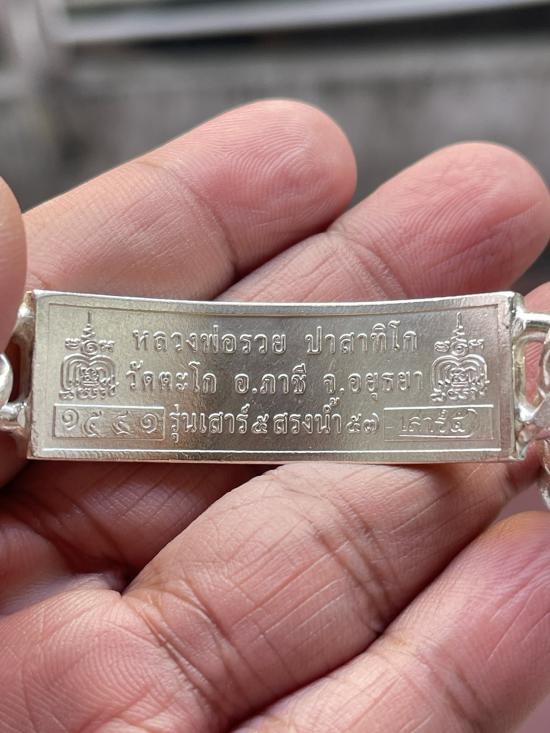 หลวงพ่อรวย ปาสาทิโก
วัดตะโก อ.ภาชี จ.อยุธยา
๑๕๕๑ รุ่นเสาร์๕สรงน้ำ๕๓ เสาร์๕